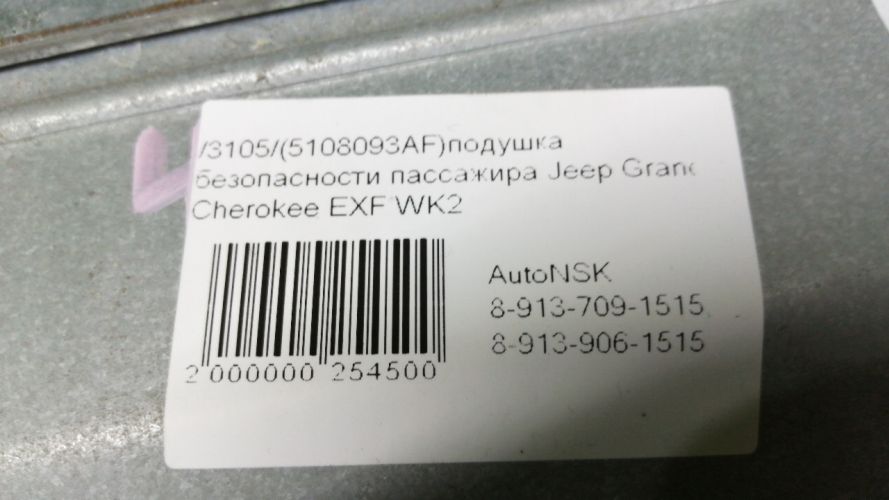 /3105/(5108093AF)подушка
безопасности пассажира Jeep Grand
Cherokee EXF WK2
AutoNSK
8-913-709-1515
8-913-906-1515
2 000000 254500